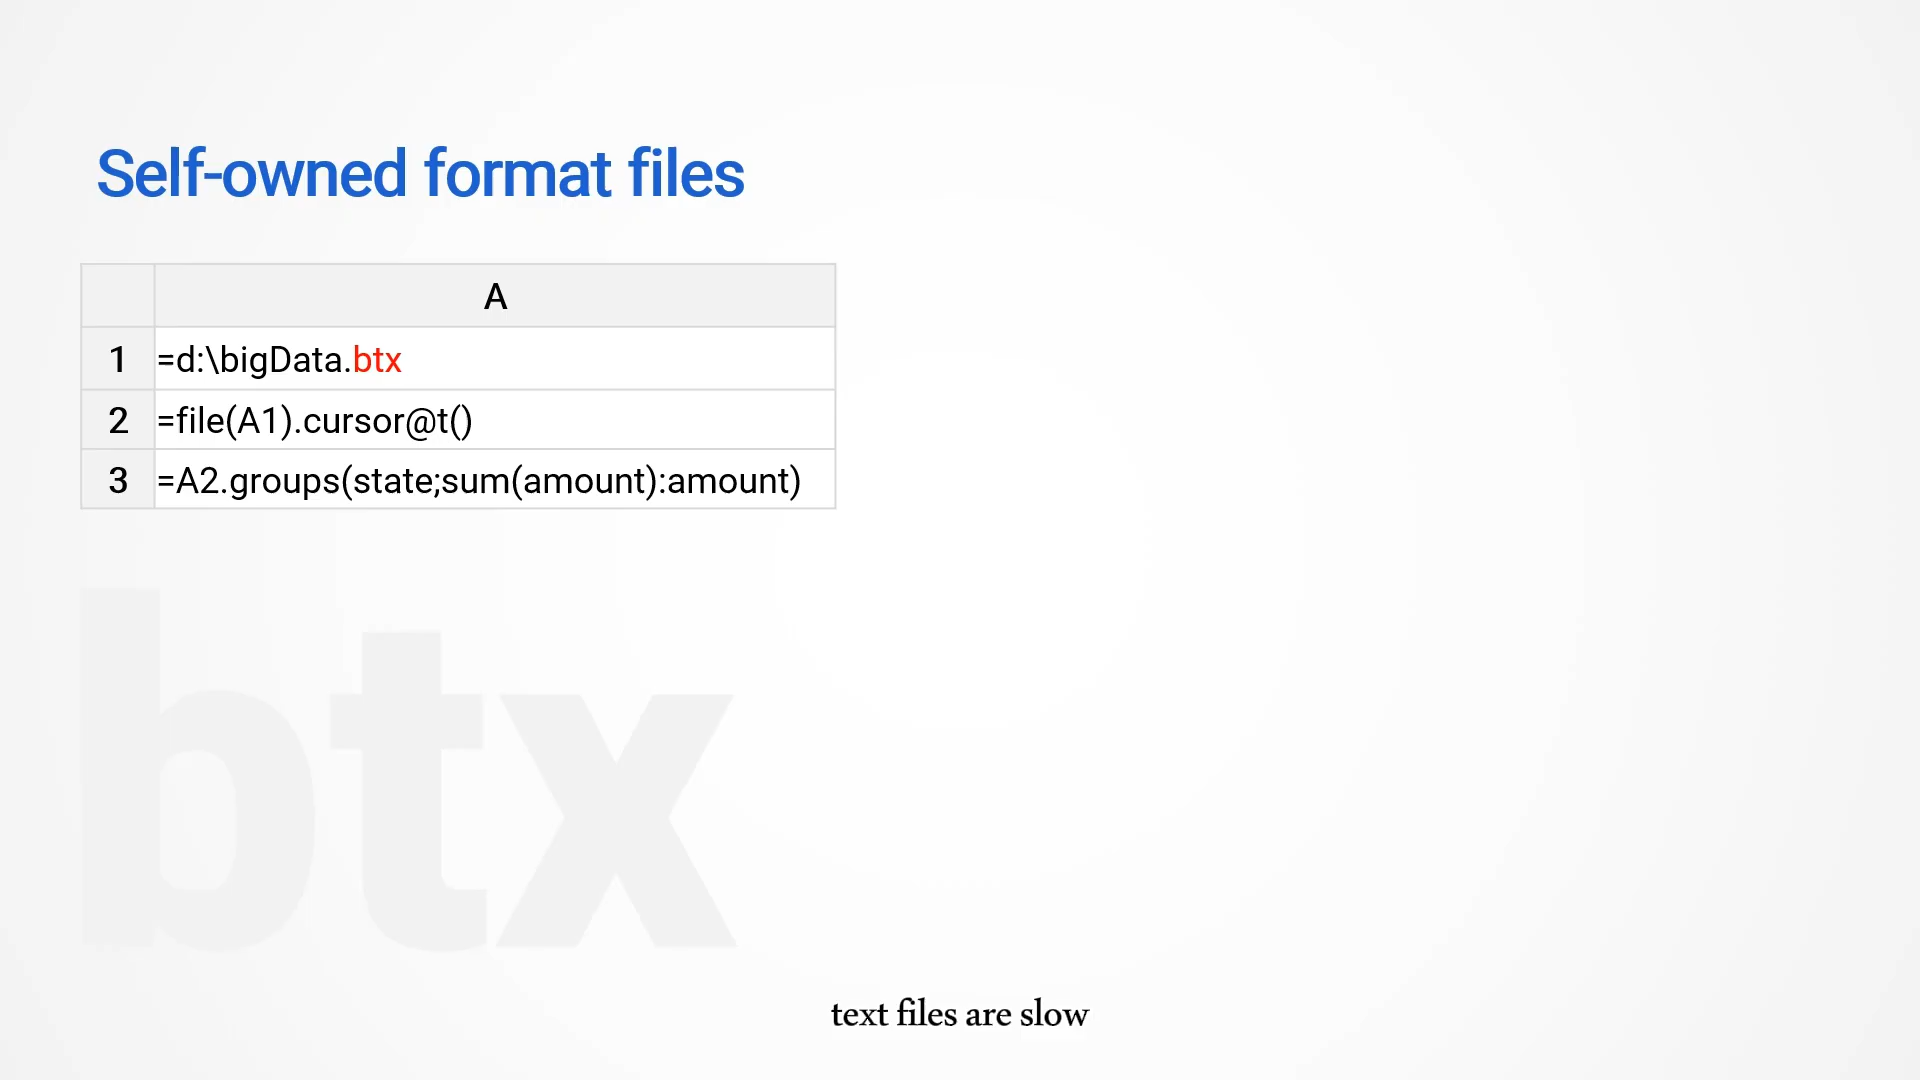 Self-owned format files
A
1 =d:\bigData.btx
2 =file(A1).cursor@t()
3 =A2.groups(state;sum(amount):amount)
btx
text files are slow